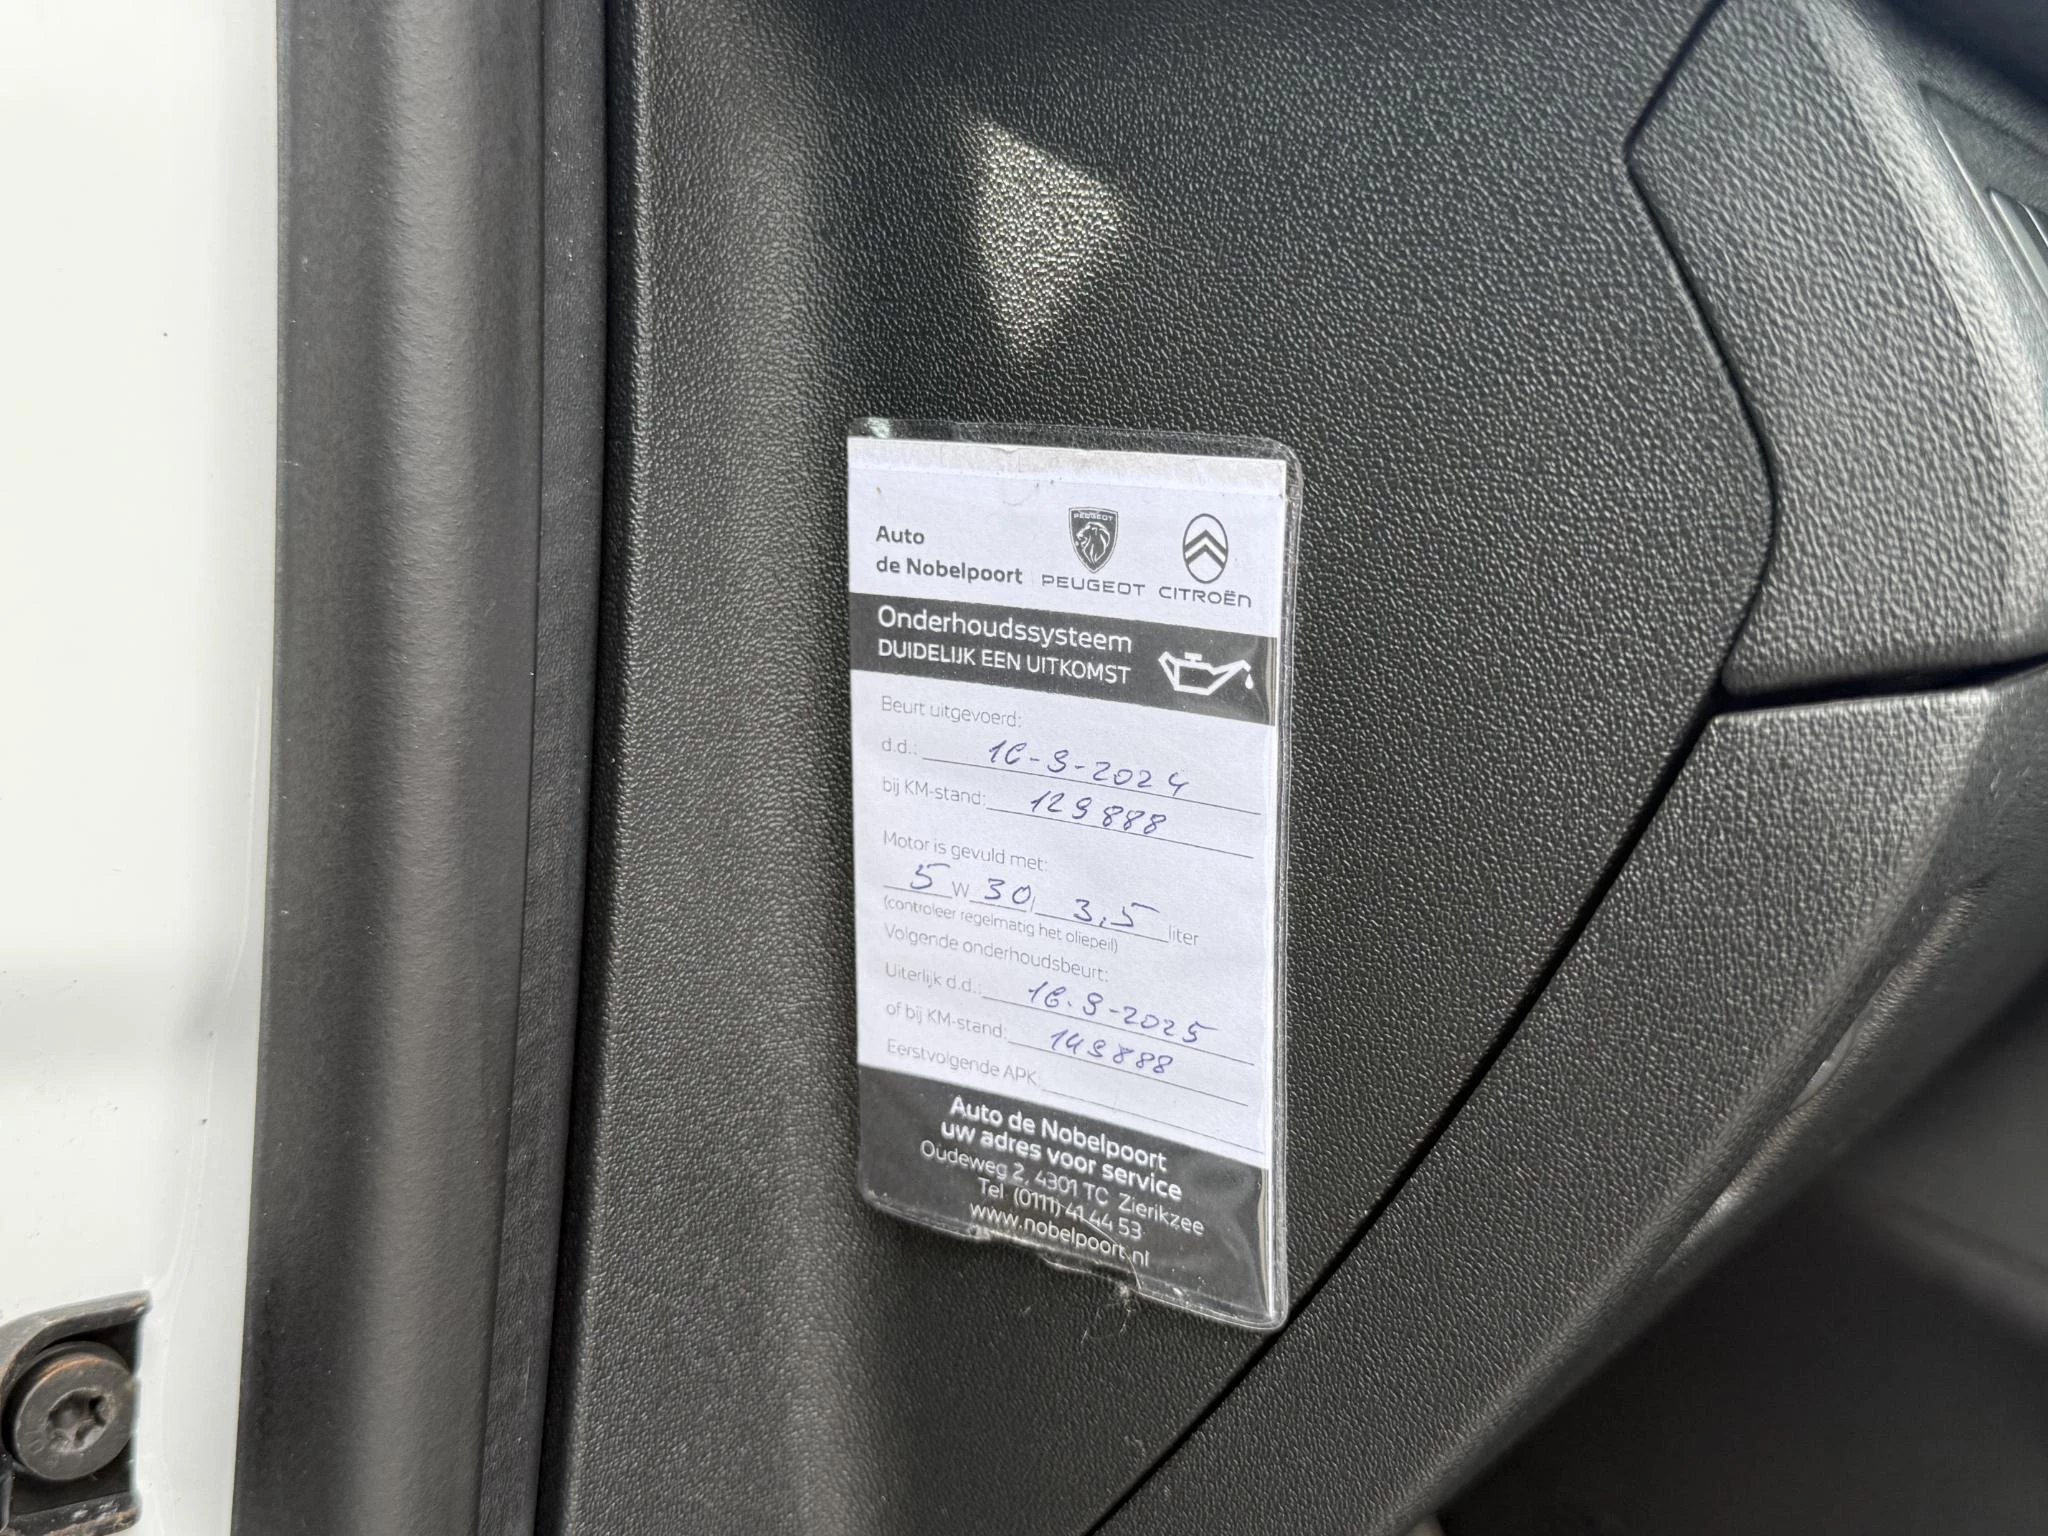 Auto
de Nobelpoort
PEUGEOT
PEUGEOT
CITROËN
Onderhoudssysteem
DUIDELIJK EEN UITKOMST
Beurt uitgevoerd:
d.d.: 16-9-2024
bij KM-stand: 129888
Motor is gevuld met:
5 W 30 / 3,5 liter
(controleer regelmatig het oliepeil)
Volgende onderhoudsbeurt:
Uiterlijk d.d.: 16-9-2025
of bij KM-stand: 149888
Eerstvolgende APK:
Auto de Nobelpoort
uw adres voor service
Oudeweg 2, 4301 TC Zierikzee
Tel. (0111) 41 44 53
www.nobelpoort.nl